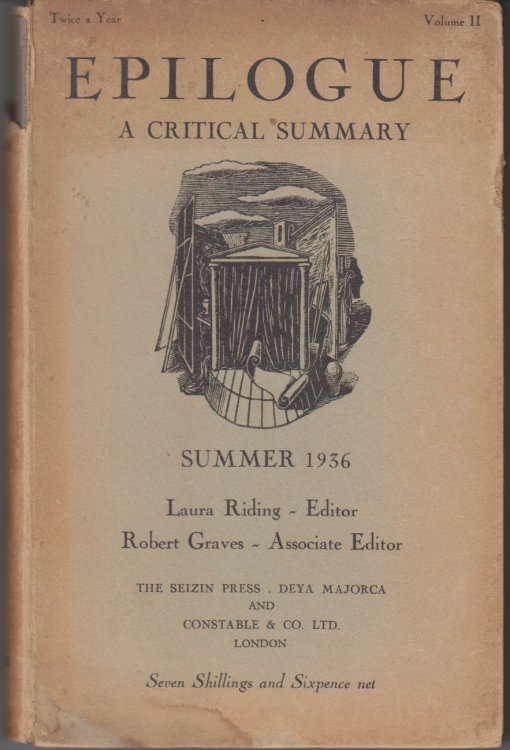 Twice a Year
Volume II
EPILOGUE
A CRITICAL SUMMARY
SUMMER 1936
Laura Riding - Editor
Robert Graves - Associate Editor
THE SEIZIN PRESS . DEYA MAJORCA
AND
CONSTABLE & CO. LTD.
LONDON
Seven Shillings and Sixpence net